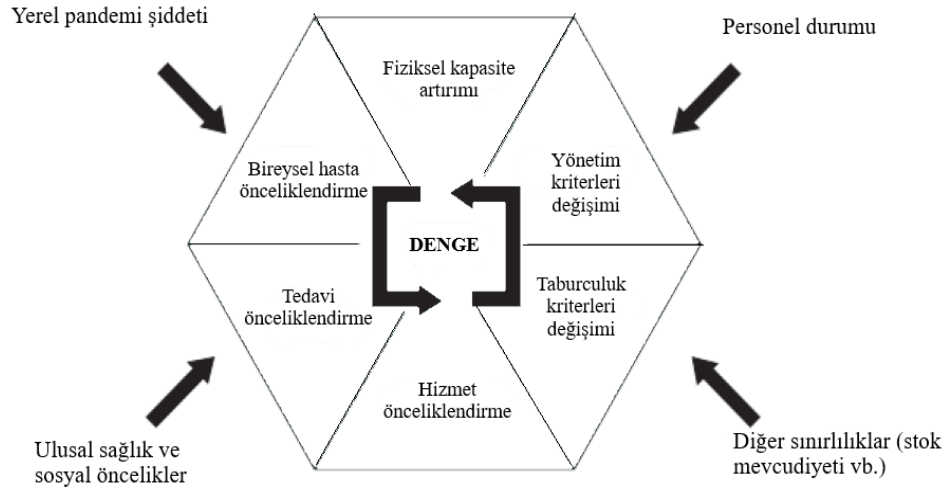 Yerel pandemi şiddeti
Personel durumu
Fiziksel kapasite
artırımı
Bireysel hasta
önceliklendirme
Yönetim
kriterleri
değişimi
DENGE
Tedavi
önceliklendirme
Taburculuk
kriterleri
değişimi
Hizmet
önceliklendirme
Ulusal sağlık ve
sosyal öncelikler
Diğer sınırlılıklar (stok
mevcudiyeti vb.)